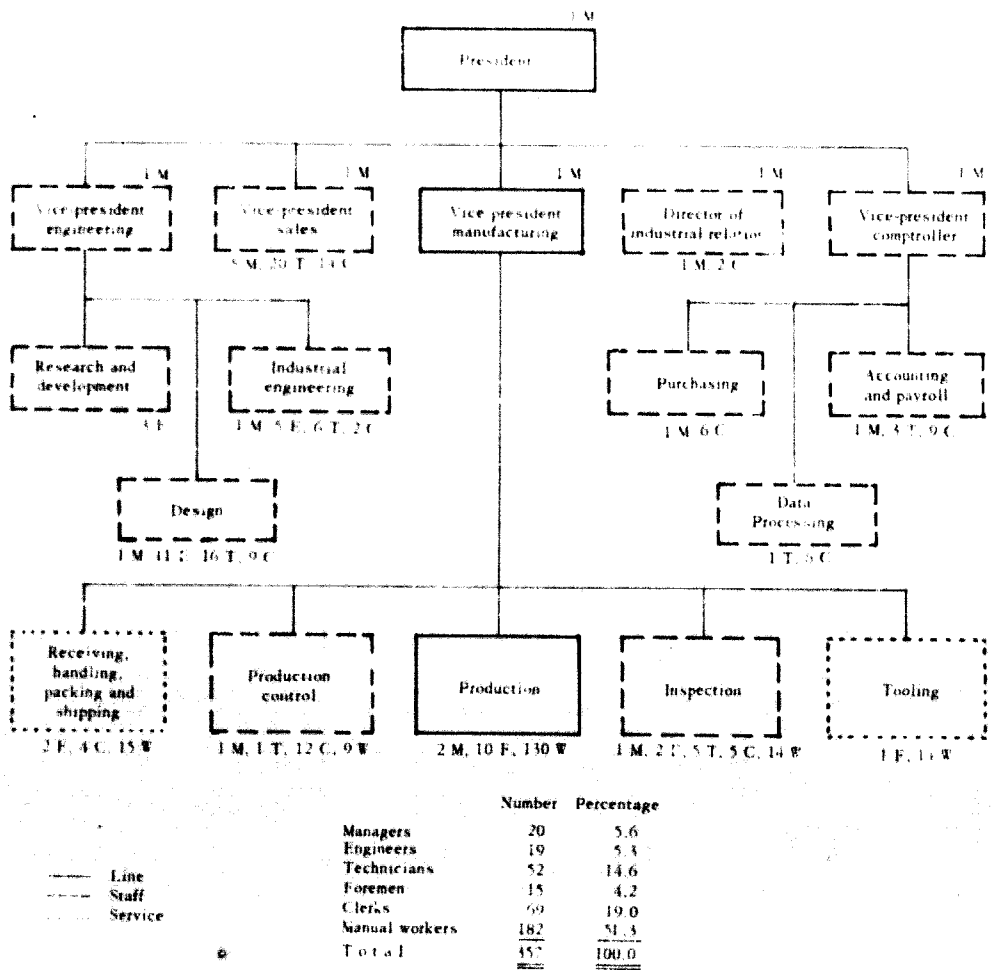 1 M
President
1 M
1 M
1 M
1 M
1 M
Vice-president
engineering
Vice-president
sales
Vice president
manufacturing
Director of
industrial relation
Vice-president
comptroller
5 M, 20 T, 14 C
1 M, 2 C
Research and
development
Industrial
engineering
Purchasing
Accounting
and payroll
1 M, 5 E, 6 T, 2 C
1 M, 6 C
1 M, 3 T, 9 C
Design
Data
Processing
1 M, 11 16 T, 9 C
1 T, 6 C
Receiving,
handling,
packing and
shipping
Production
control
Production
Inspection
Tooling
2 F, 4 C, 15 W
1 M, 1 T, 12 C, 9 W
2 M, 10 F, 130 W
1 M, 5 T, 5 C, 14 W
1 F,
Number Percentage
Managers 20 5.6
Engineers 19 5.3
Technicians 52 14.6
Foremen 15 4.2
Clerks 69 19.0
Manual workers 182 51.3
Total 357 100.0
Line
Staff
Service